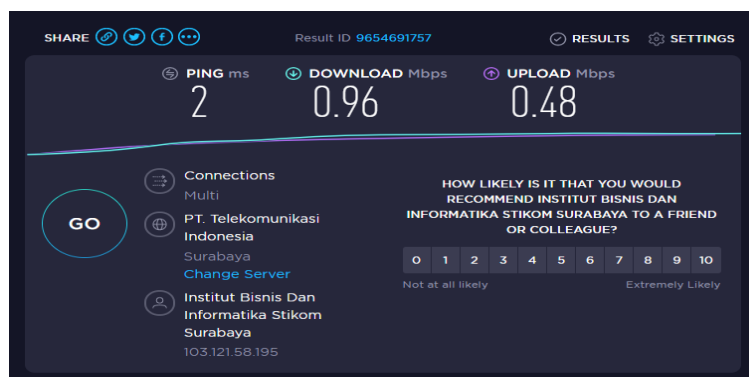 SHARE
Result ID 9654691757
RESULTS
SETTINGS
PING ms
2
DOWNLOAD Mbps
0.96
UPLOAD Mbps
0.48
GO
Connections
Multi
PT. Telekomunikasi
Indonesia
Surabaya
Change Server
Institut Bisnis Dan
Informatika Stikom
Surabaya
103.121.58.195
HOW LIKELY IS IT THAT YOU WOULD
RECOMMEND INSTITUT BISNIS DAN
INFORMATIKA STIKOM SURABAYA TO A FRIEND
OR COLLEAGUE?
0 1 2 3 4 5 6 7 8 9 10
Not at all likely
Extremely Likely